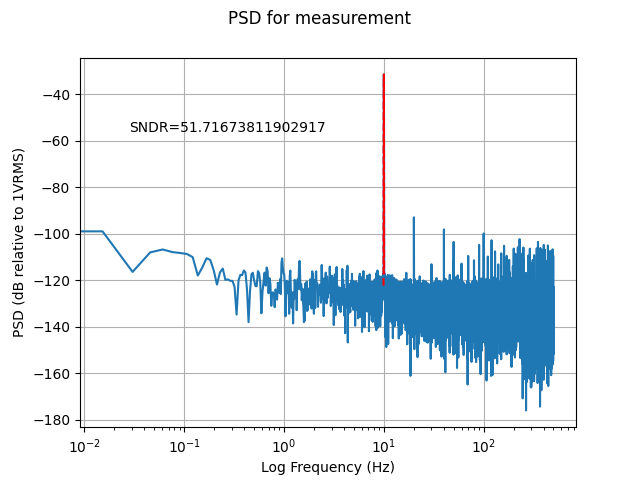 PSD for measurement
PSD (dB relative to 1VRMS)
−40
−60
−80
−100
−120
−140
−160
−180
SNDR=51.71673811902917
10⁻² 10⁻¹ 10⁰ 10¹ 10²
Log Frequency (Hz)